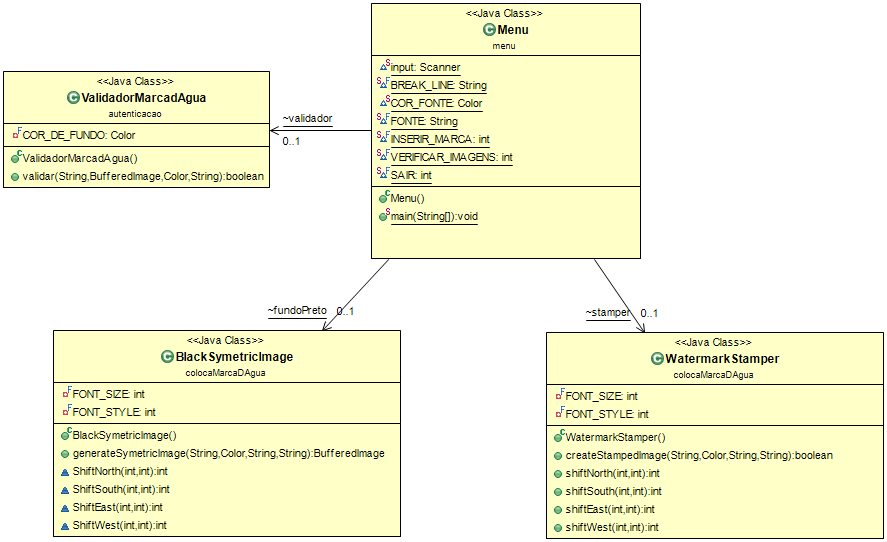 <<Java Class>>
Menu
menu
input: Scanner
BREAK_LINE: String
COR_FONTE: Color
FONTE: String
INSERIR_MARCA: int
VERIFICAR_IMAGENS: int
SAIR: int
Menu()
main(String[]):void
<<Java Class>>
ValidadorMarcadAgua
autenticacao
COR_DE_FUNDO: Color
ValidadorMarcadAgua()
validar(String,BufferedImage,Color,String):boolean
~validador
0..1
~fundoPreto
0..1
~stamper
0..1
<<Java Class>>
BlackSymetricImage
colocaMarcaDAgua
FONT_SIZE: int
FONT_STYLE: int
BlackSymetricImage()
generateSymetricImage(String,Color,String,String):BufferedImage
ShiftNorth(int,int):int
ShiftSouth(int,int):int
ShiftEast(int,int):int
ShiftWest(int,int):int
<<Java Class>>
WatermarkStamper
colocaMarcaDAgua
FONT_SIZE: int
FONT_STYLE: int
WatermarkStamper()
createStampedImage(String,Color,String,String):boolean
shiftNorth(int,int):int
shiftSouth(int,int):int
shiftEast(int,int):int
shiftWest(int,int):int